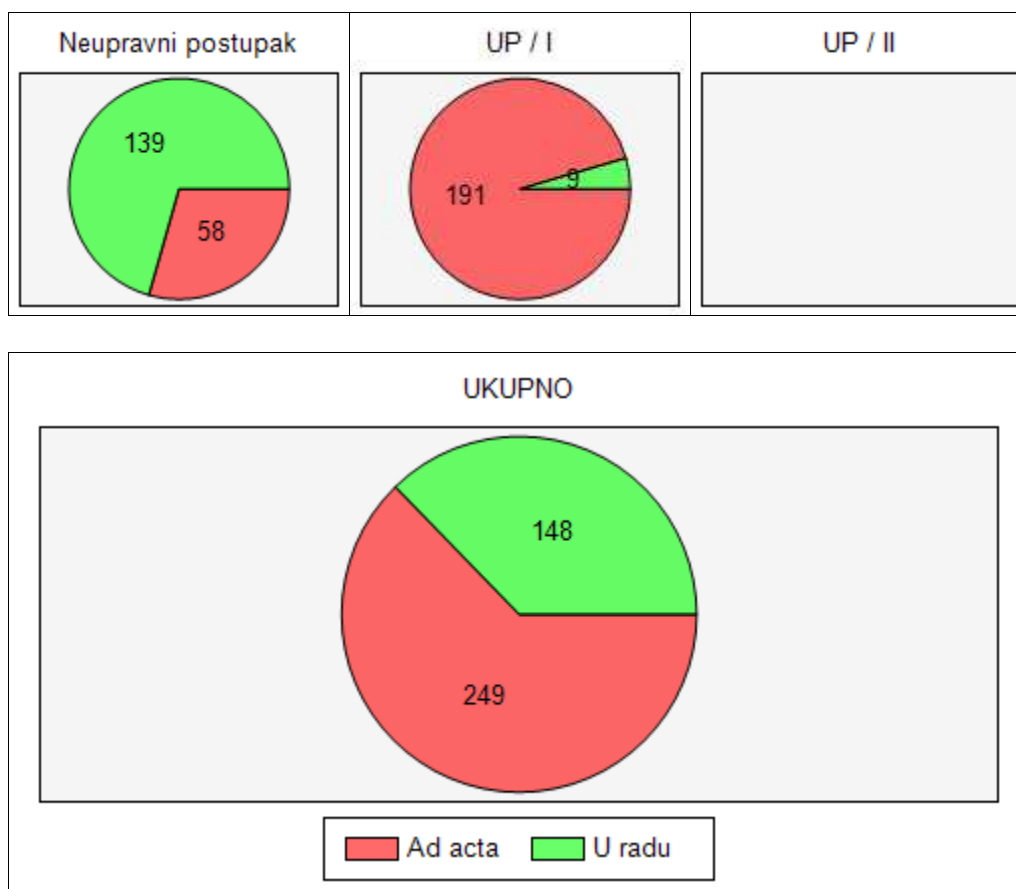 Neupravni postupak
139
58
UP / I
191
9
UP / II
UKUPNO
148
249
Ad acta
U radu